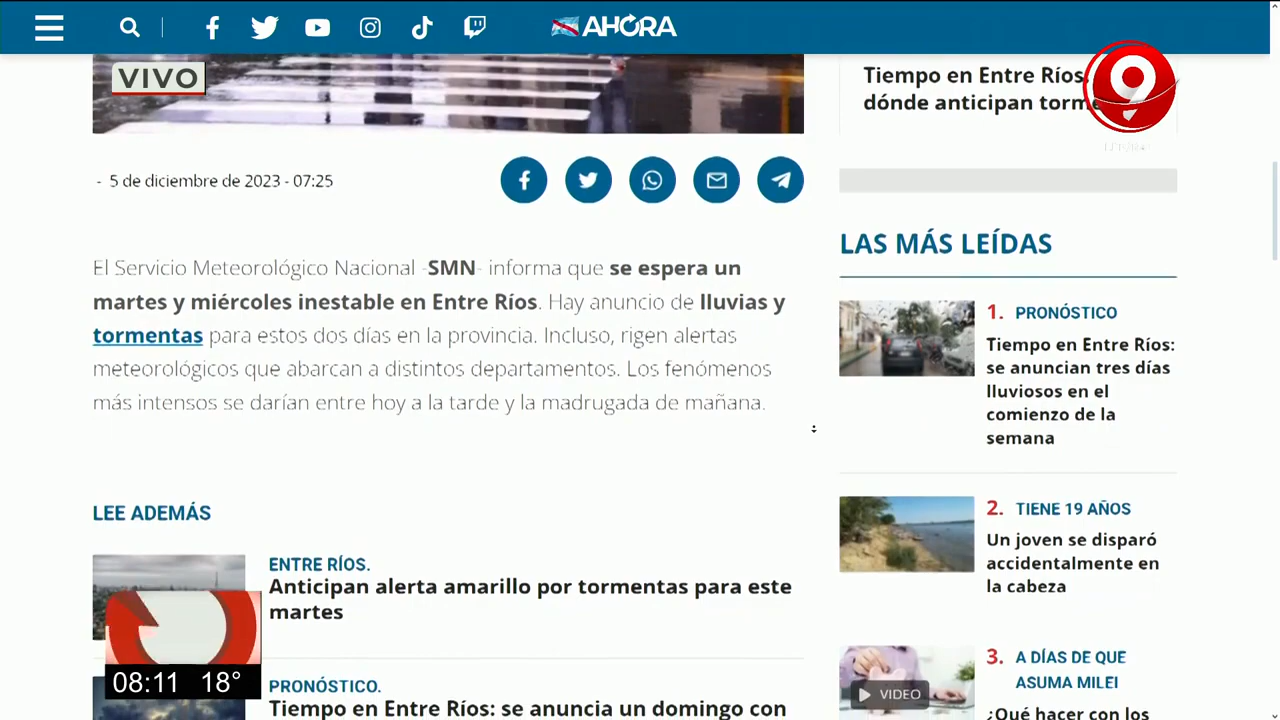 AHORA
VIVO
9
Tiempo en Entre Ríos
dónde anticipan
- 5 de diciembre de 2023 - 07:25
El Servicio Meteorológico Nacional -SMN- informa que se espera un
martes y miércoles inestable en Entre Ríos. Hay anuncio de lluvias y
tormentas para estos dos días en la provincia. Incluso, rigen alertas
meteorológicos que abarcan a distintos departamentos. Los fenómenos
más intensos se darían entre hoy a la tarde y la madrugada de mañana.
LEE ADEMÁS
ENTRE RÍOS.
Anticipan alerta amarillo por tormentas para este
martes
PRONÓSTICO.
Tiempo en Entre Ríos: se anuncia un domingo con
08:11 18°
LAS MÁS LEÍDAS
1. PRONÓSTICO
Tiempo en Entre Ríos:
se anuncian tres días
lluviosos en el
comienzo de la
semana
2. TIENE 19 AÑOS
Un joven se disparó
accidentalmente en
la cabeza
3. A DÍAS DE QUE
ASUMA MILEI
VIDEO
¿Qué hacer con los